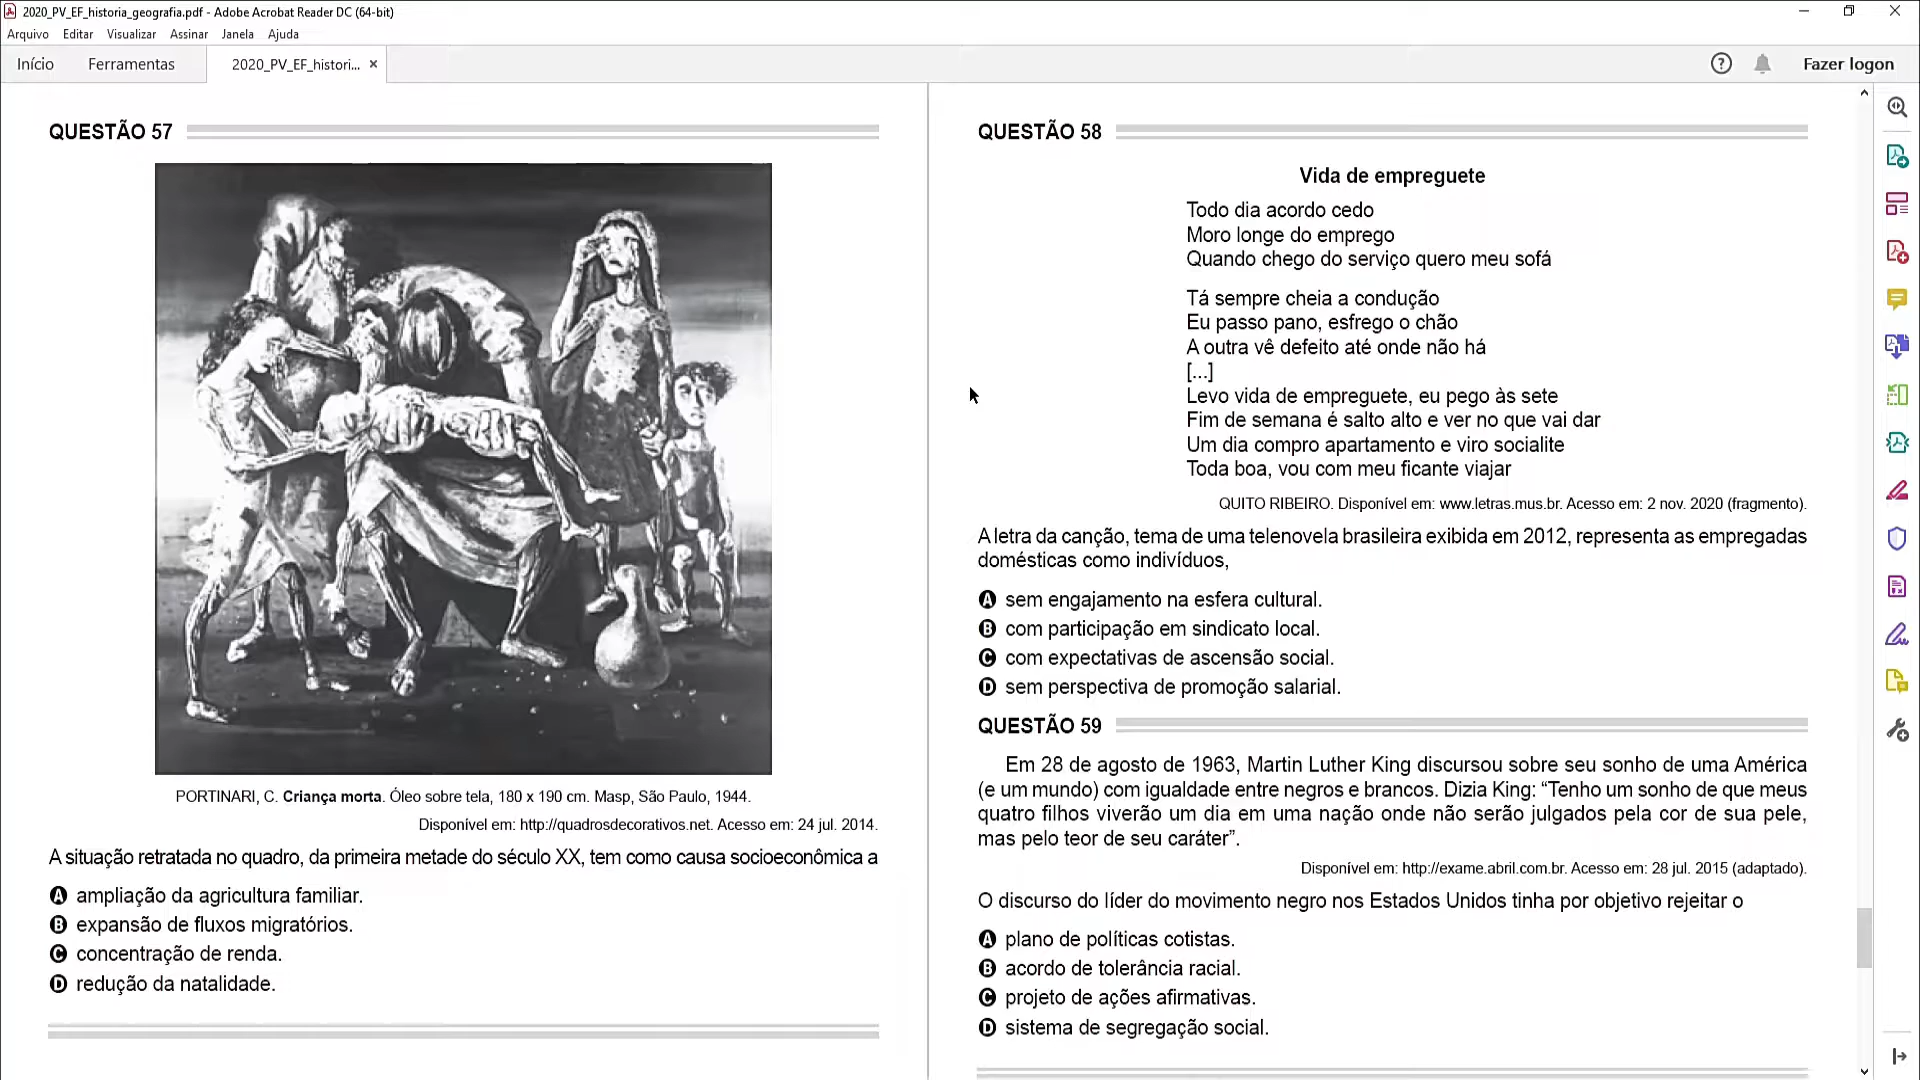 2020_PV_EF_historia_geografia.pdf - Adobe Acrobat Reader DC (64-bit)
Arquivo Editar Visualizar Assinar Janela Ajuda
Início Ferramentas 2020_PV_EF_histori... × Fazer logon
QUESTÃO 57
PORTINARI, C. Criança morta. Óleo sobre tela, 180 x 190 cm. Masp, São Paulo, 1944.
Disponível em: http://quadrosdecorativos.net. Acesso em: 24 jul. 2014.
A situação retratada no quadro, da primeira metade do século XX, tem como causa socioeconômica a
A ampliação da agricultura familiar.
B expansão de fluxos migratórios.
C concentração de renda.
D redução da natalidade.
QUESTÃO 58
Vida de empreguete
Todo dia acordo cedo
Moro longe do emprego
Quando chego do serviço quero meu sofá
Tá sempre cheia a condução
Eu passo pano, esfrego o chão
A outra vê defeito até onde não há
[...]
Levo vida de empreguete, eu pego às sete
Fim de semana é salto alto e ver no que vai dar
Um dia compro apartamento e viro socialite
Toda boa, vou com meu ficante viajar
QUITO RIBEIRO. Disponível em: www.letras.mus.br. Acesso em: 2 nov. 2020 (fragmento).
A letra da canção, tema de uma telenovela brasileira exibida em 2012, representa as empregadas
domésticas como indivíduos,
A sem engajamento na esfera cultural.
B com participação em sindicato local.
C com expectativas de ascensão social.
D sem perspectiva de promoção salarial.
QUESTÃO 59
Em 28 de agosto de 1963, Martin Luther King discursou sobre seu sonho de uma América
(e um mundo) com igualdade entre negros e brancos. Dizia King: “Tenho um sonho de que meus
quatro filhos viverão um dia em uma nação onde não serão julgados pela cor de sua pele,
mas pelo teor de seu caráter”.
Disponível em: http://exame.abril.com.br. Acesso em: 28 jul. 2015 (adaptado).
O discurso do líder do movimento negro nos Estados Unidos tinha por objetivo rejeitar o
A plano de políticas cotistas.
B acordo de tolerância racial.
C projeto de ações afirmativas.
D sistema de segregação social.